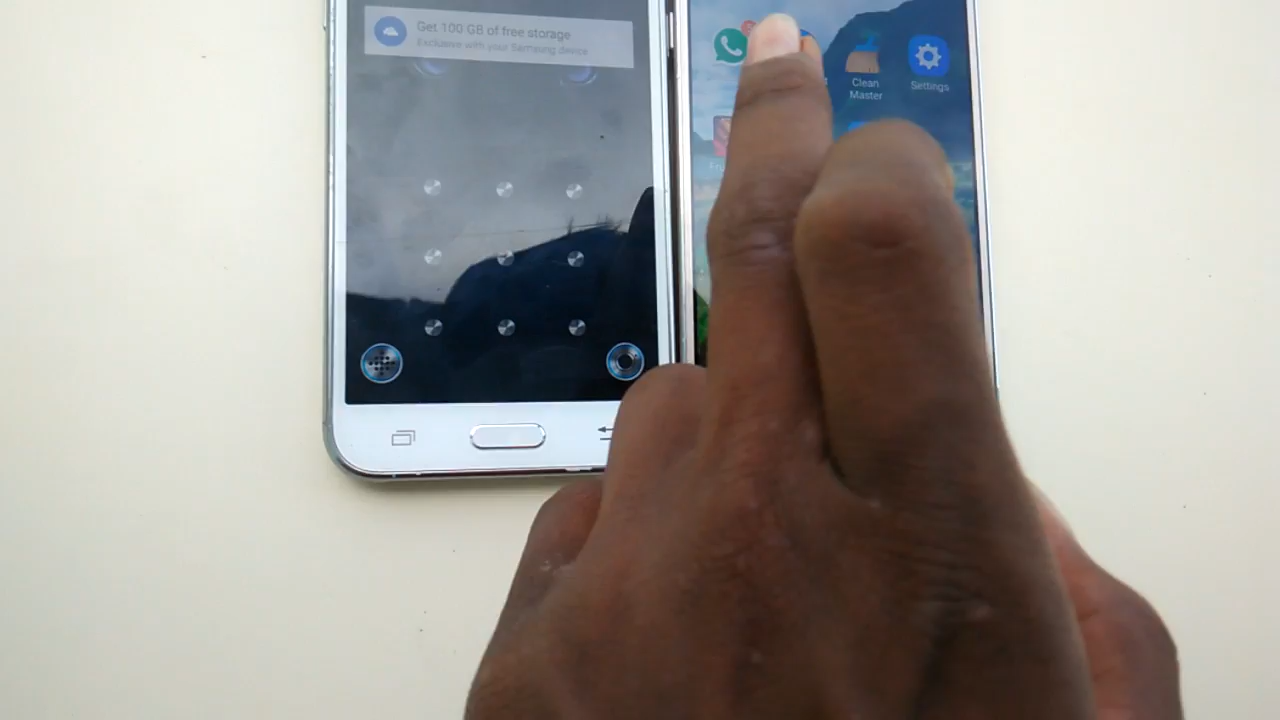 Get 100 GB of free storage
Exclusive with your Samsung device
Clean
Master
Settings